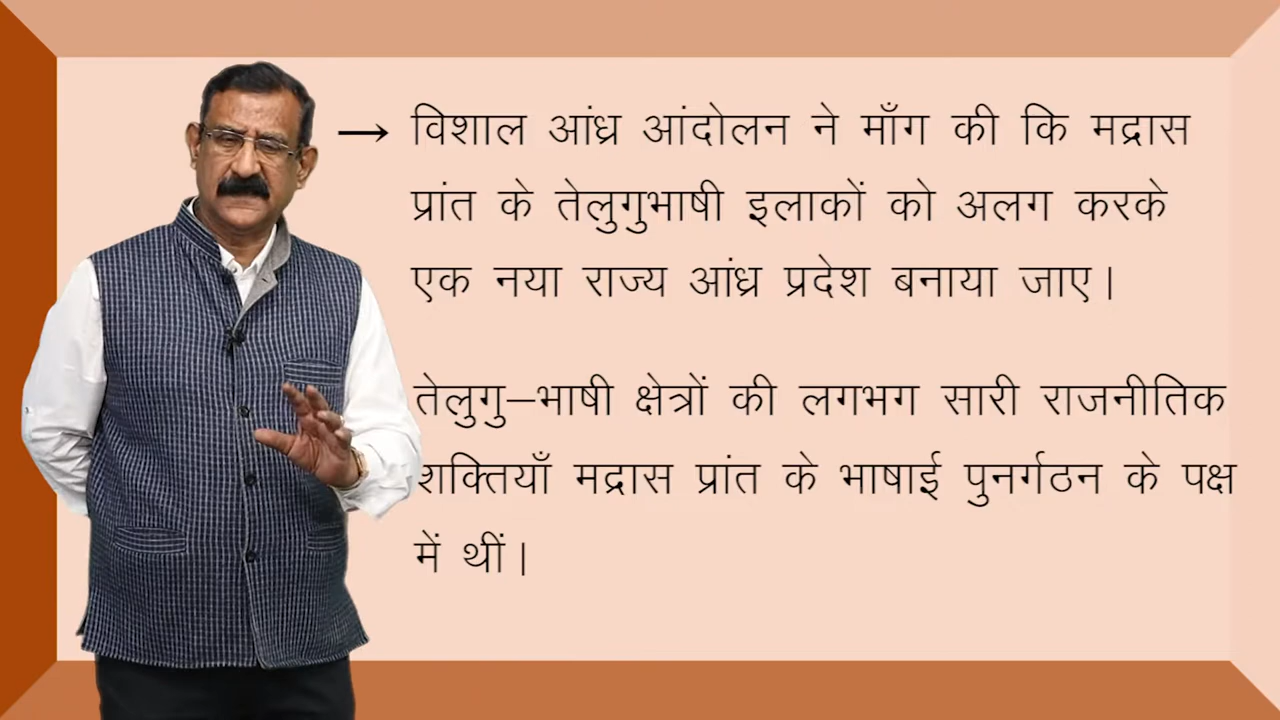 → विशाल आंध्र आंदोलन ने माँग की कि मद्रास
प्रांत के तेलुगुभाषी इलाकों को अलग करके
एक नया राज्य आंध्र प्रदेश बनाया जाए।
तेलुगु–भाषी क्षेत्रों की लगभग सारी राजनीतिक
शक्तियाँ मद्रास प्रांत के भाषाई पुनर्गठन के पक्ष
में थीं।